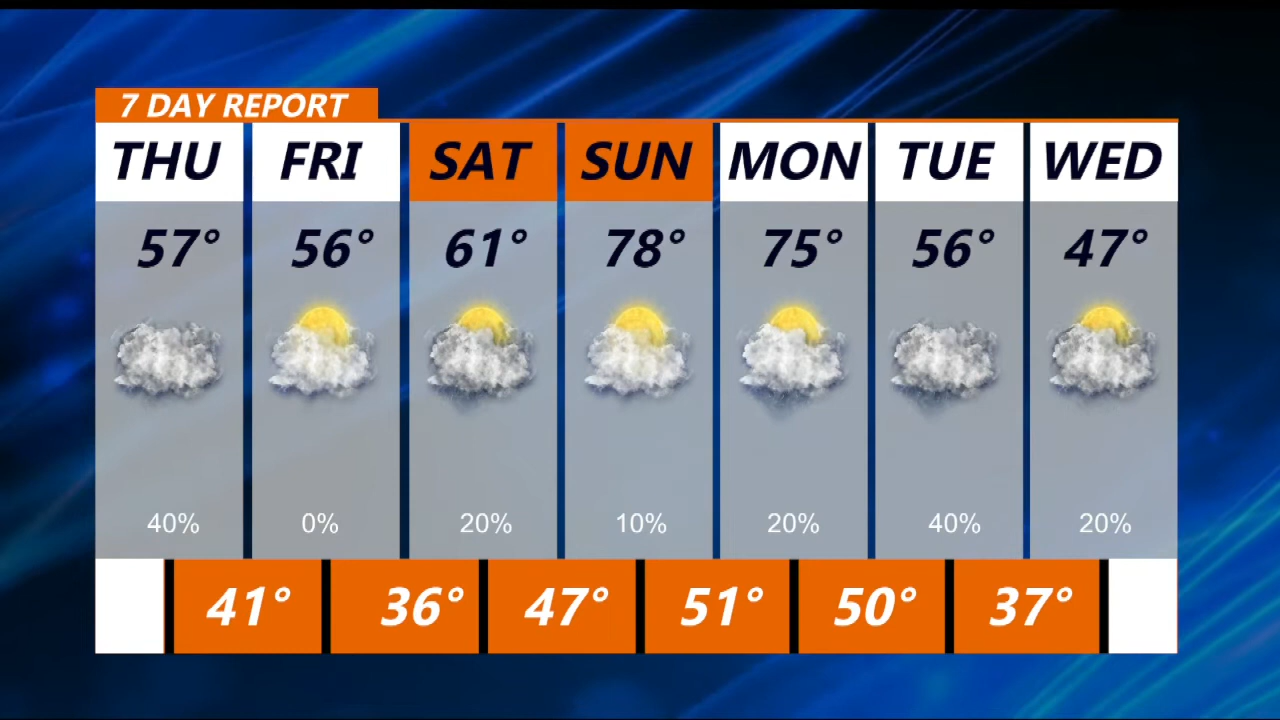 7 DAY REPORT
THU FRI SAT SUN MON TUE WED
57° 56° 61° 78° 75° 56° 47°
40% 0% 20% 10% 20% 40% 20%
41° 36° 47° 51° 50° 37°